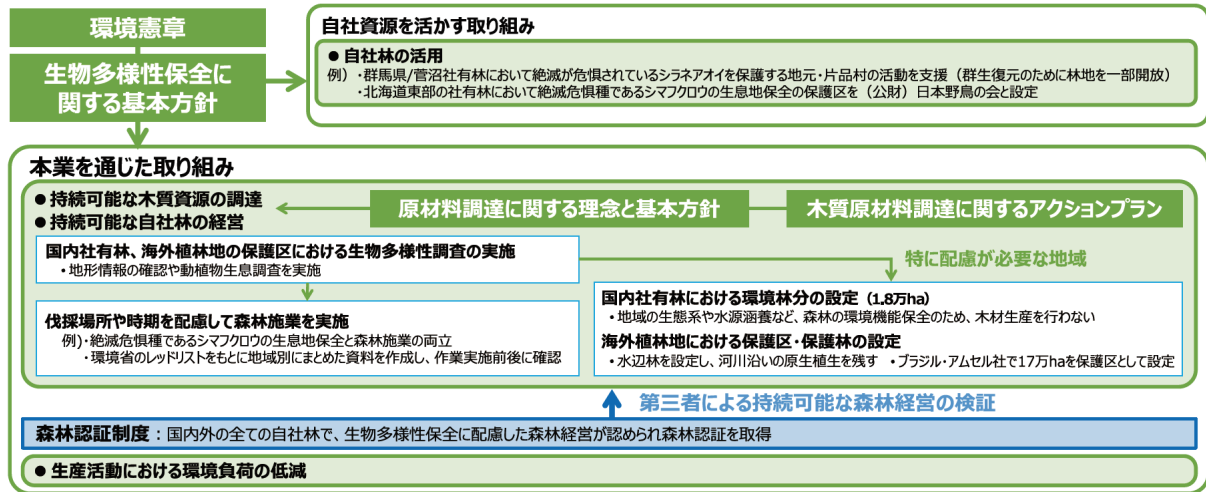 環境憲章
生物多様性保全に
関する基本方針
自社資源を活かす取り組み
● 自社林の活用
例）・群馬県/菅沼社有林において絶滅が危惧されているシラネアオイを保護する地元・片品村の活動を支援（群生復元のために林地を一部開放）
・北海道東部の社有林において絶滅危惧種であるシマフクロウの生息地保全の保護区を（公財）日本野鳥の会と設定
本業を通じた取り組み
● 持続可能な木質資源の調達
● 持続可能な自社林の経営
原材料調達に関する理念と基本方針
木質原材料調達に関するアクションプラン
国内社有林、海外植林地の保護区における生物多様性調査の実施
・地形情報の確認や動植物生息調査を実施
特に配慮が必要な地域
伐採場所や時期を配慮して森林施業を実施
例）・絶滅危惧種であるシマフクロウの生息地保全と森林施業の両立
・環境省のレッドリストをもとに地域別にまとめた資料を作成し、作業実施前後に確認
国内社有林における環境林分の設定（1.8万ha）
・地域の生態系や水源涵養など、森林の環境機能保全のため、木材生産を行わない
海外植林地における保護区・保護林の設定
・水辺林を設定し、河川沿いの原生植生を残す ・ブラジル・アムセル社で17万haを保護区として設定
第三者による持続可能な森林経営の検証
森林認証制度：国内外の全ての自社林で、生物多様性保全に配慮した森林経営が認められ森林認証を取得
● 生産活動における環境負荷の低減